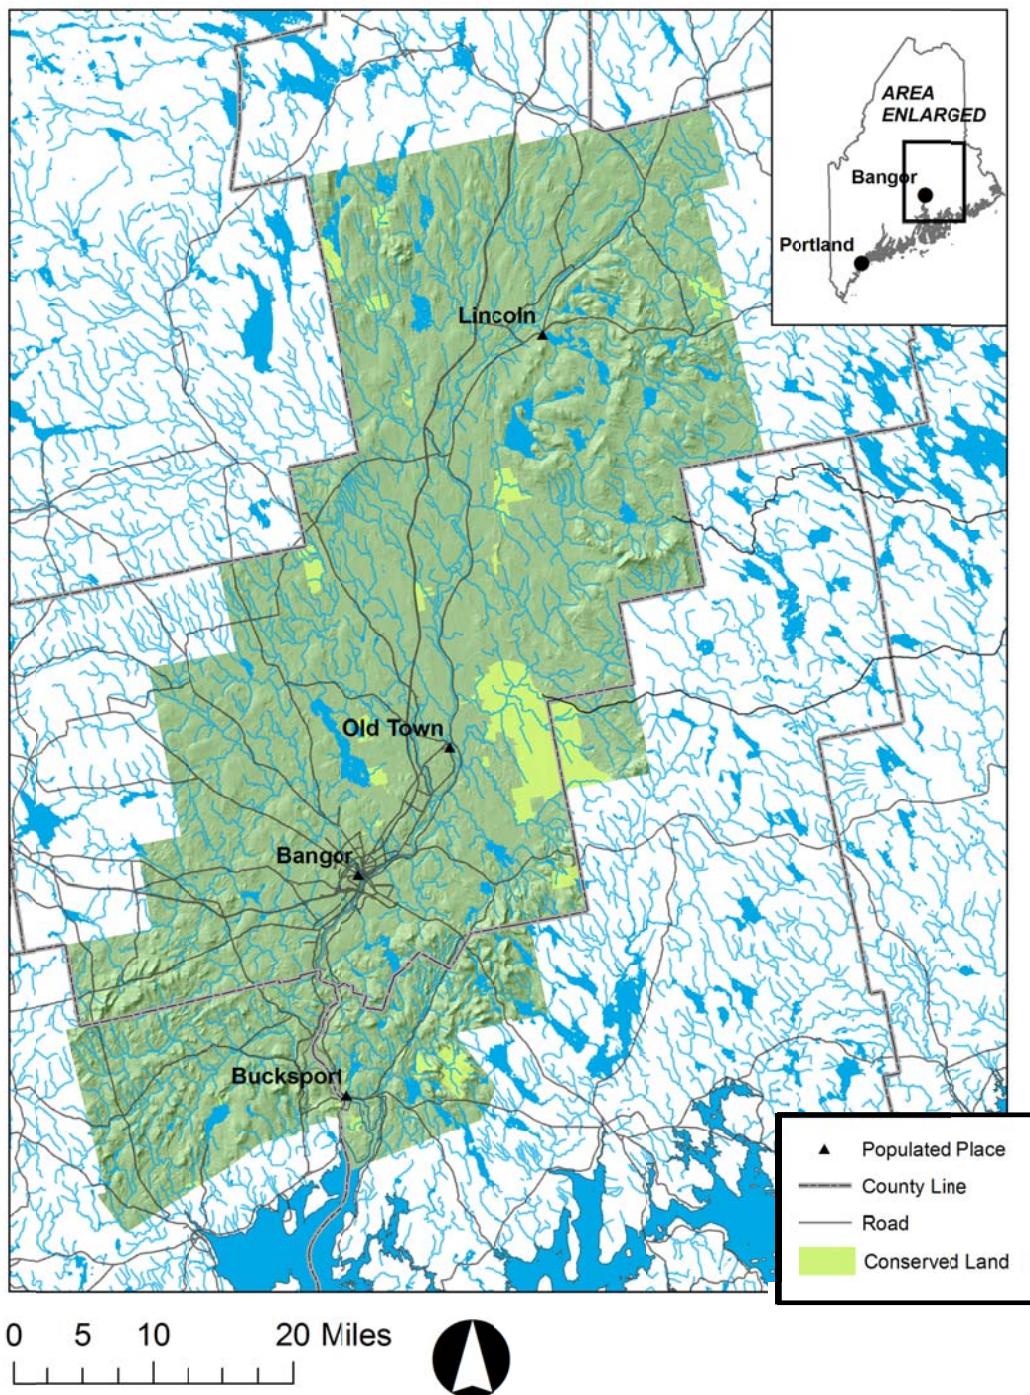 AREA
ENLARGED
Bangor
Portland
Lincoln
Old Town
Bangor
Bucksport
Populated Place
County Line
Road
Conserved Land
0 5 10 20 Miles